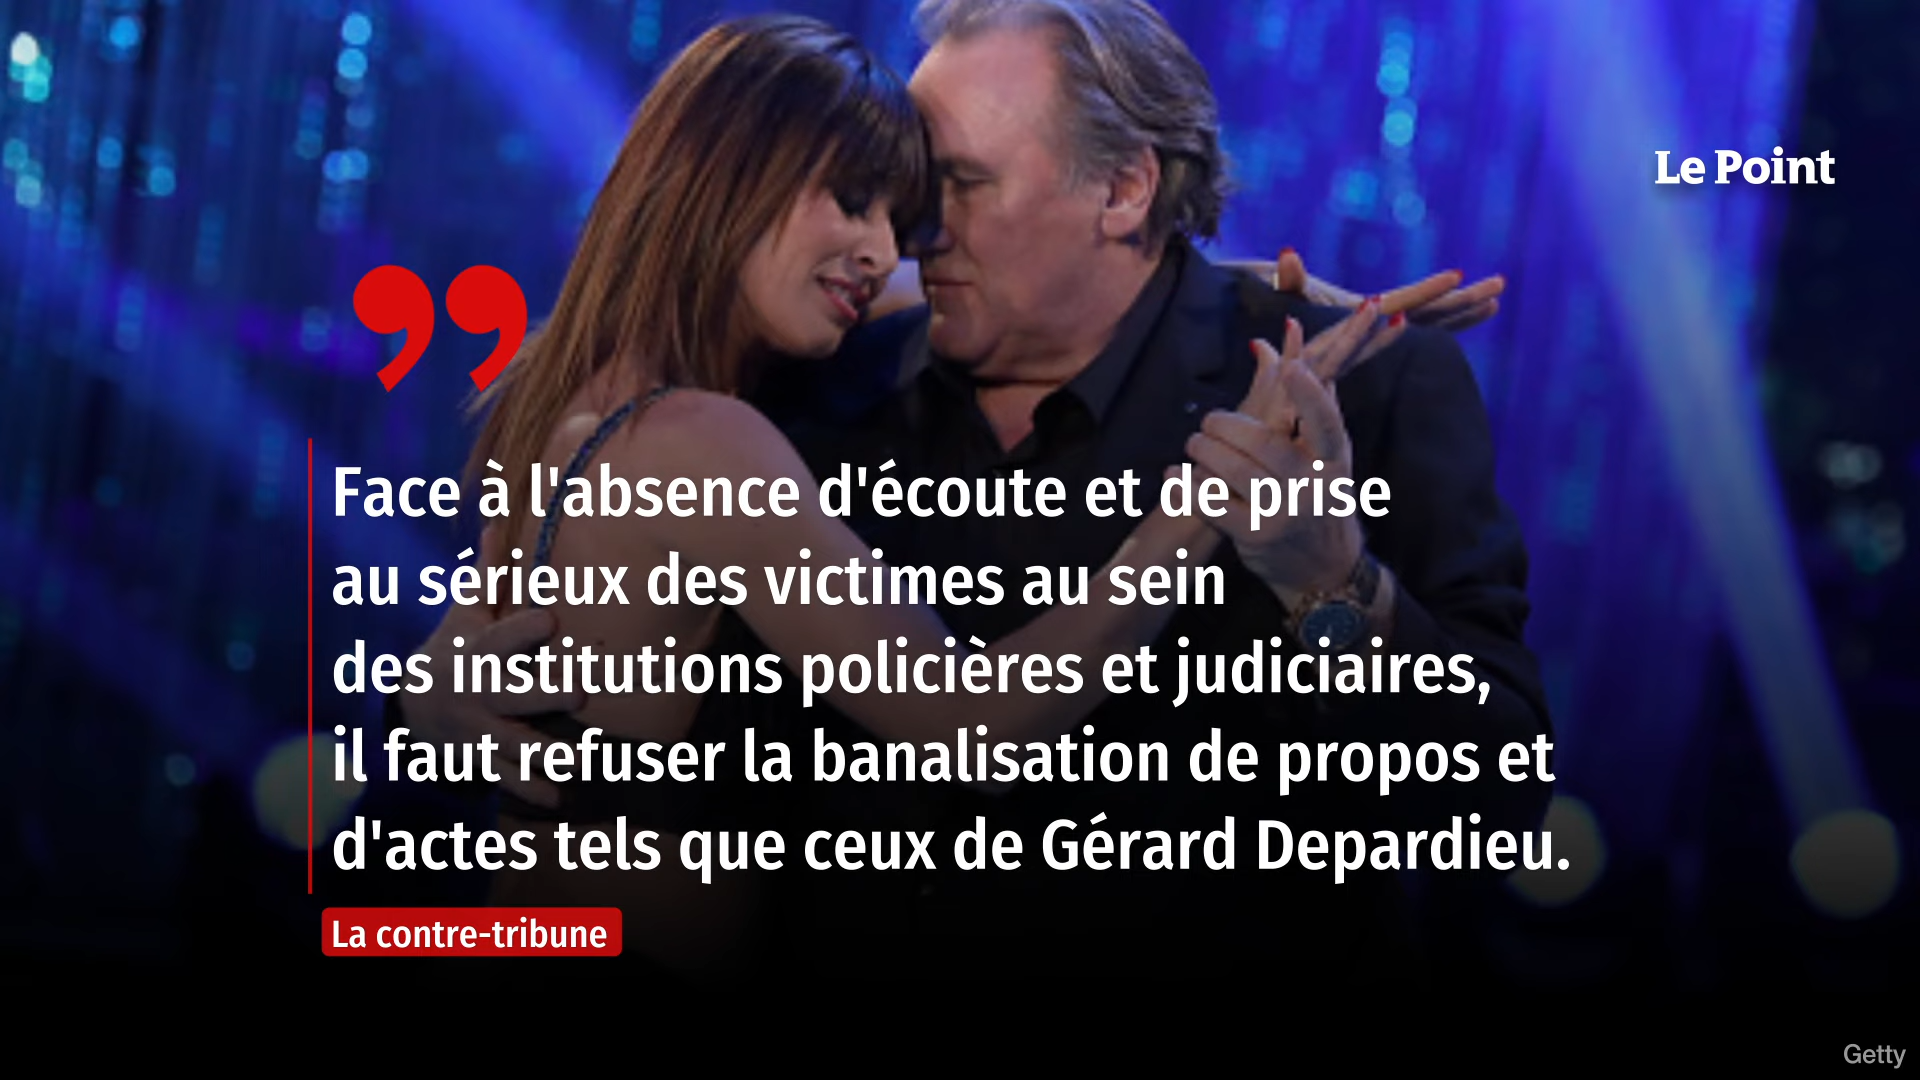 Le Point
”
Face à l'absence d'écoute et de prise
au sérieux des victimes au sein
des institutions policières et judiciaires,
il faut refuser la banalisation de propos et
d'actes tels que ceux de Gérard Depardieu.
La contre-tribune
Getty